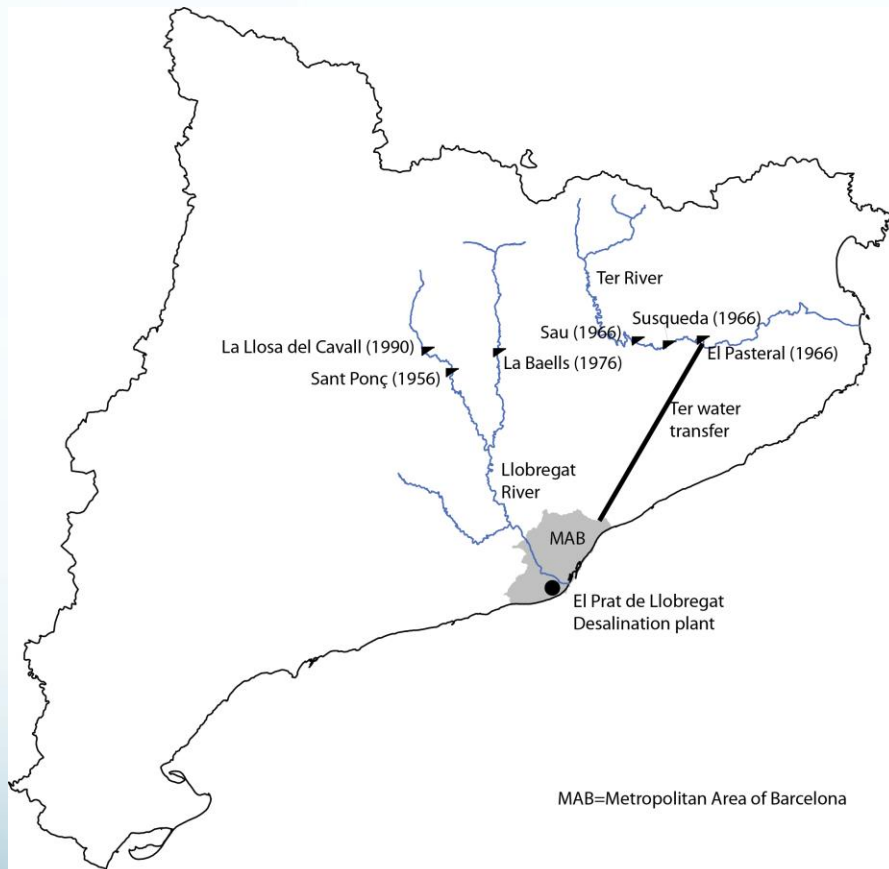 Ter River
Susqueda (1966)
Sau (1966)
La Llosa del Cavall (1990)
El Pasteral (1966)
La Baells (1976)
Sant Ponç (1956)
Ter water
transfer
Llobregat
River
MAB
El Prat de Llobregat
Desalination plant
MAB=Metropolitan Area of Barcelona